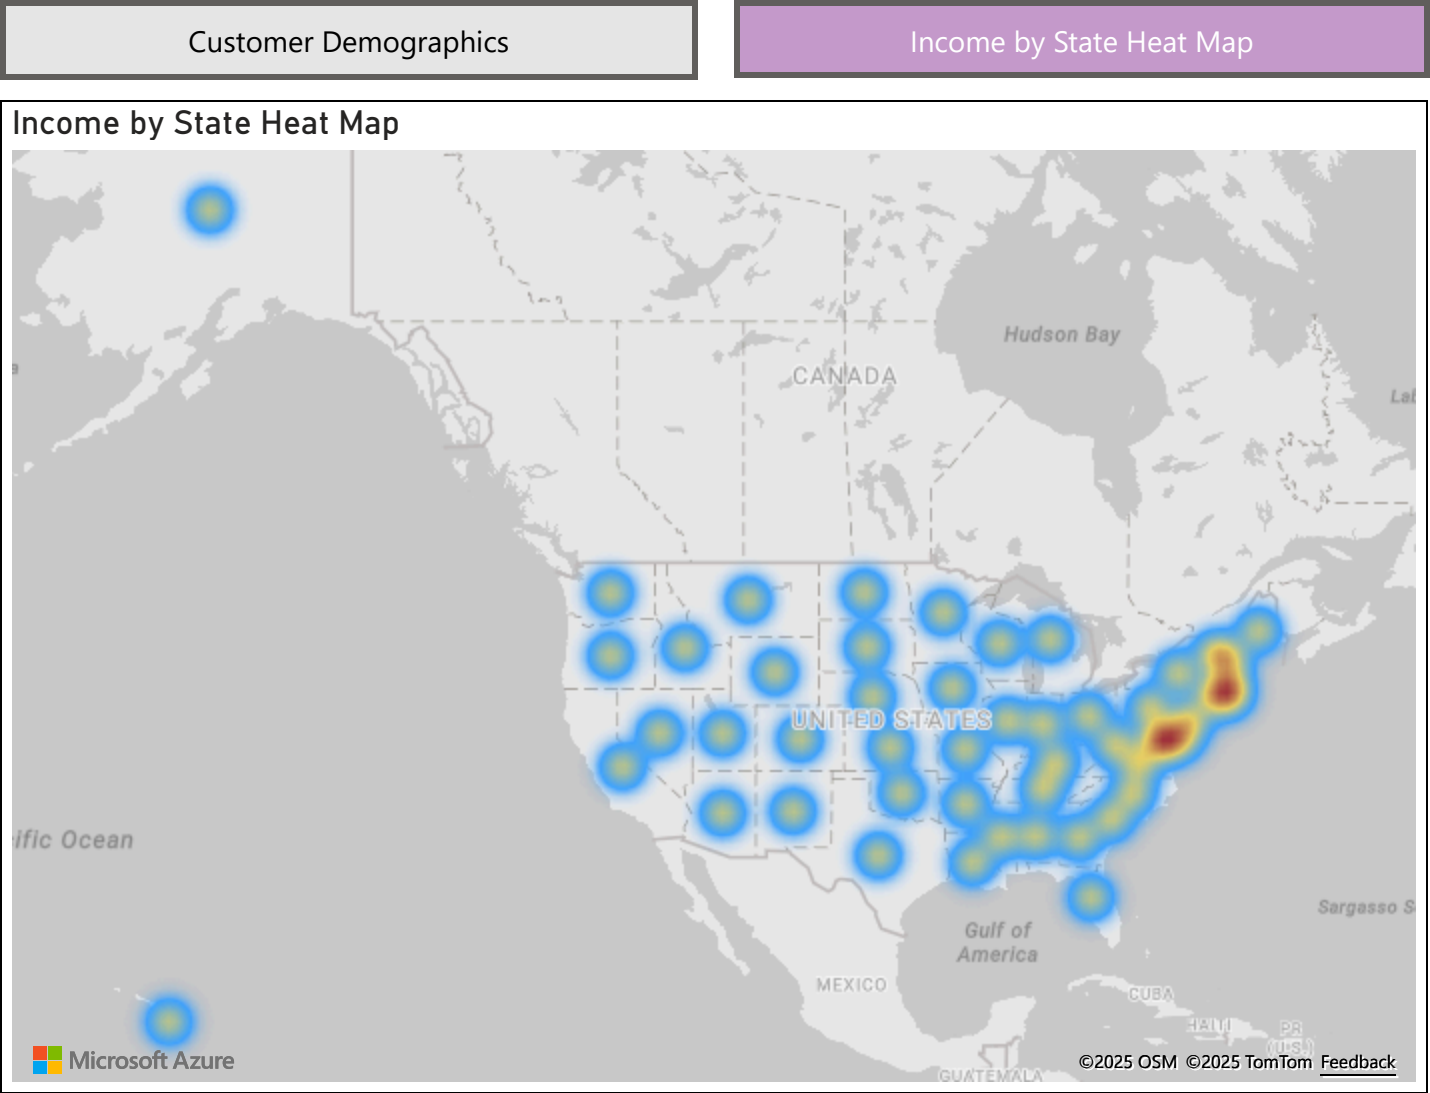 Customer Demographics
Income by State Heat Map
Income by State Heat Map
Hudson Bay
CANADA
Lab
UNITED STATES
ific Ocean
Sargasso S
Gulf of
America
MEXICO
CUBA
HAITI
PR
(U.S.)
Microsoft Azure
©2025 OSM ©2025 TomTom Feedback
GUATEMALA